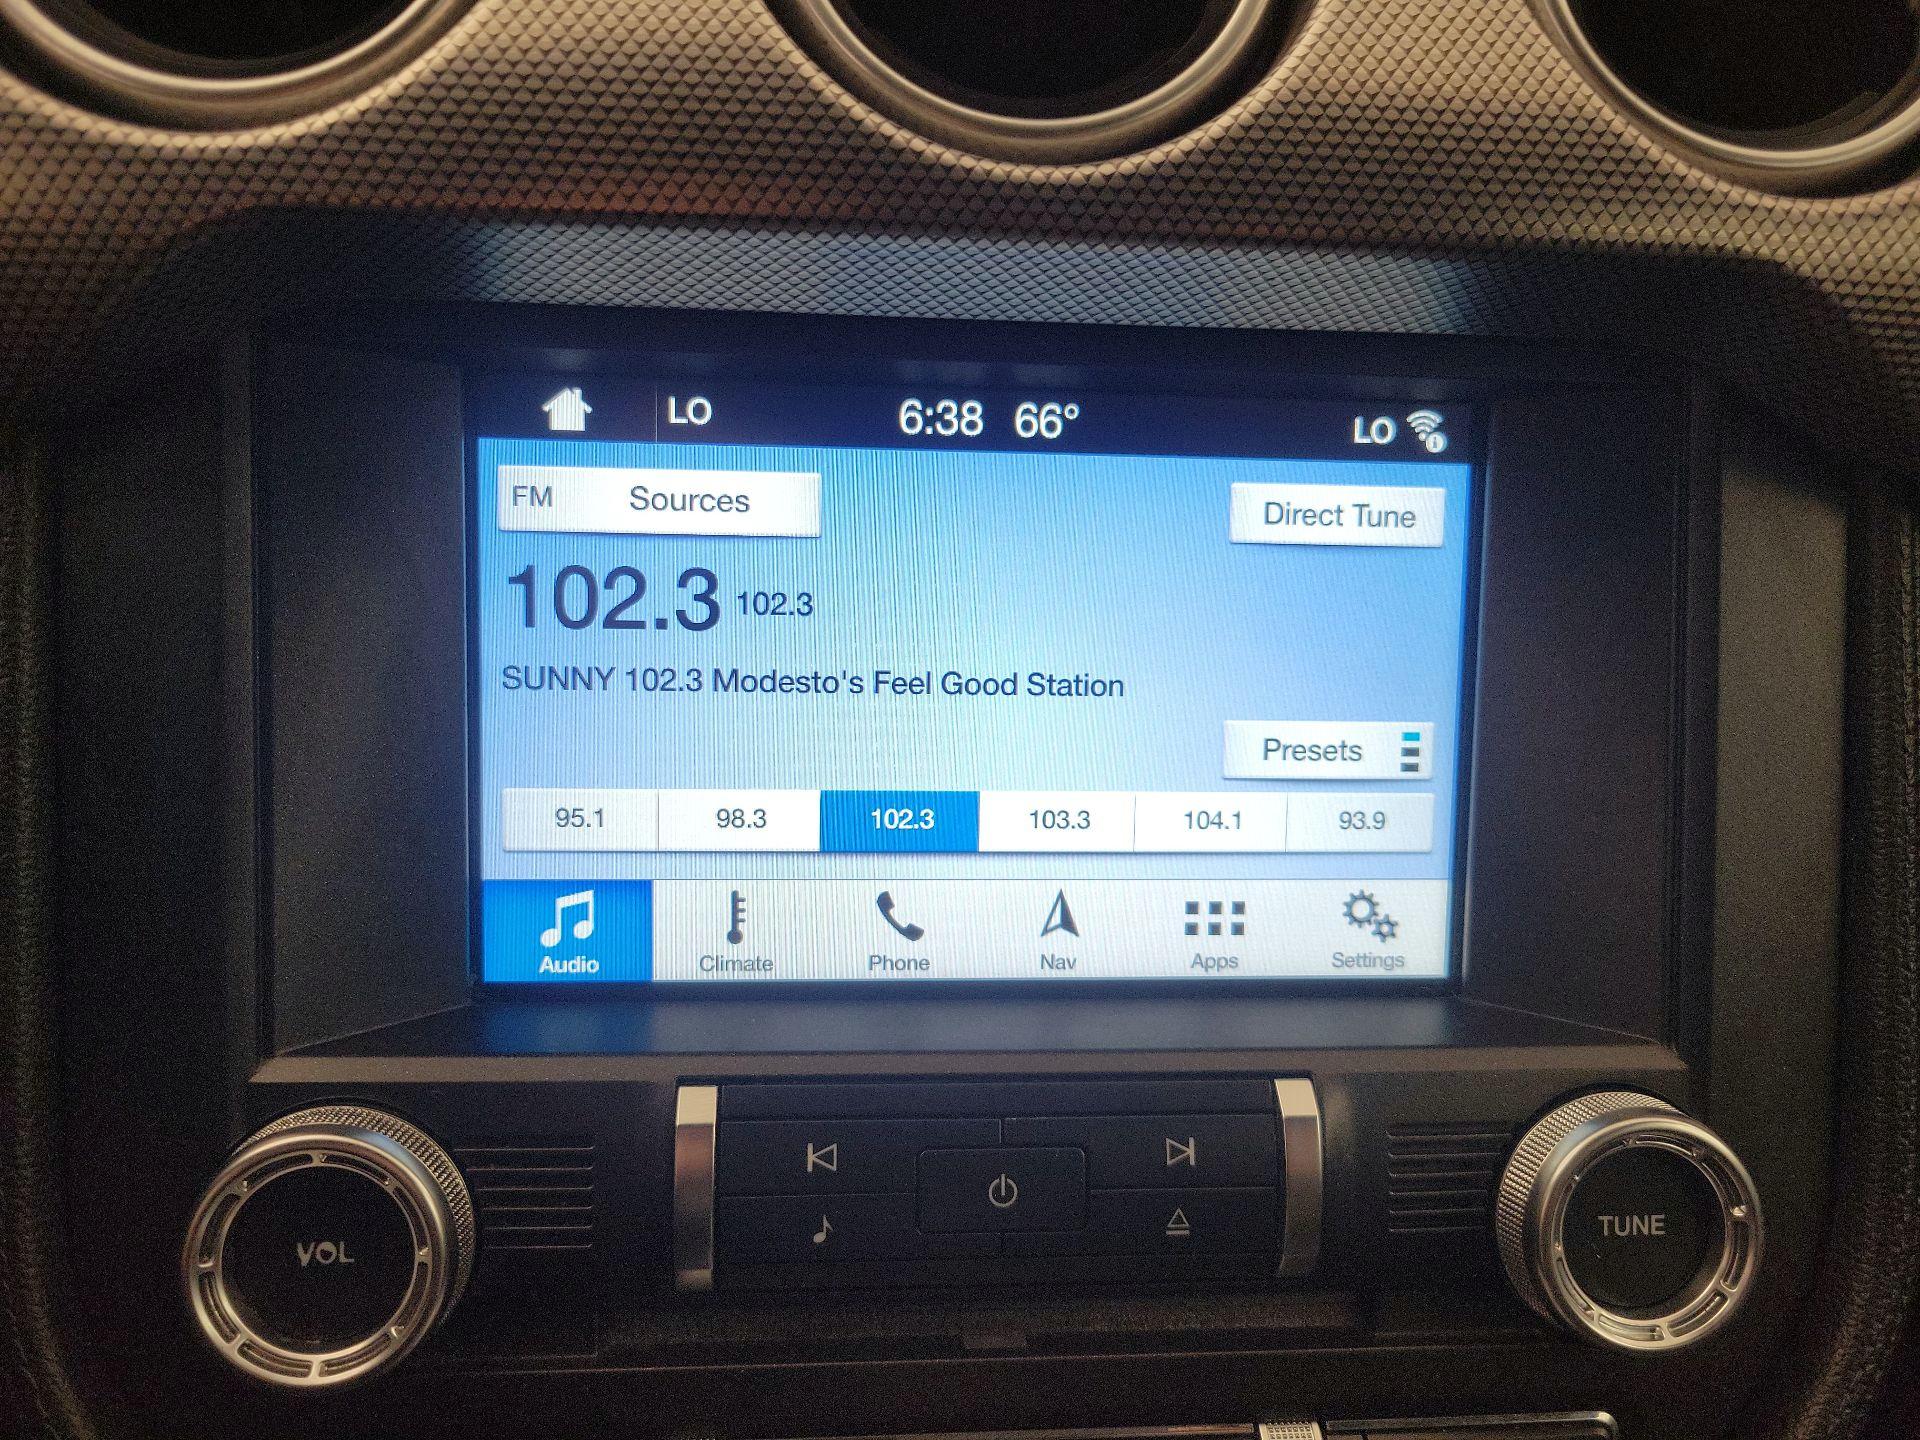 LO 6:38 66° LO
FM Sources Direct Tune
102.3 102.3
SUNNY 102.3 Modesto's Feel Good Station
Presets
95.1 98.3 102.3 103.3 104.1 93.9
Audio Climate Phone Nav Apps Settings
VOL TUNE